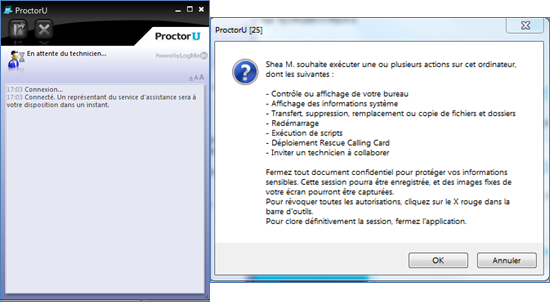 ProctorU
ProctorU
En attente du technicien...
Powered by LogMeIn
AAA
17:03 Connexion...
17:03 Connecté. Un représentant du service d'assistance sera à
votre disposition dans un instant.
ProctorU [25]
Shea M. souhaite exécuter une ou plusieurs actions sur cet ordinateur,
dont les suivantes :
- Contrôle ou affichage de votre bureau
- Affichage des informations système
- Transfert, suppression, remplacement ou copie de fichiers et dossiers
- Redémarrage
- Exécution de scripts
- Déploiement Rescue Calling Card
- Inviter un technicien à collaborer
Fermez tout document confidentiel pour protéger vos informations
sensibles. Cette session pourra être enregistrée, et des images fixes de
votre écran pourront être capturées.
Pour révoquer toutes les autorisations, cliquez sur le X rouge dans la
barre d'outils.
Pour clore définitivement la session, fermez l'application.
OK
Annuler